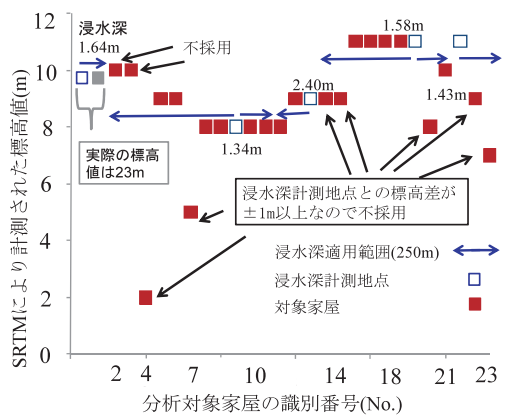 SRTMにより計測された標高値(m)
12
10
8
6
4
2
0
浸水深
1.64m
不採用
1.58m
2.40m
1.43m
1.34m
実際の標高
値は23m
浸水深計測地点との標高差が
±1m以上なので不採用
浸水深適用範囲(250m)
浸水深計測地点
対象家屋
2 4 7 10 14 18 21 23
分析対象家屋の識別番号(No.)